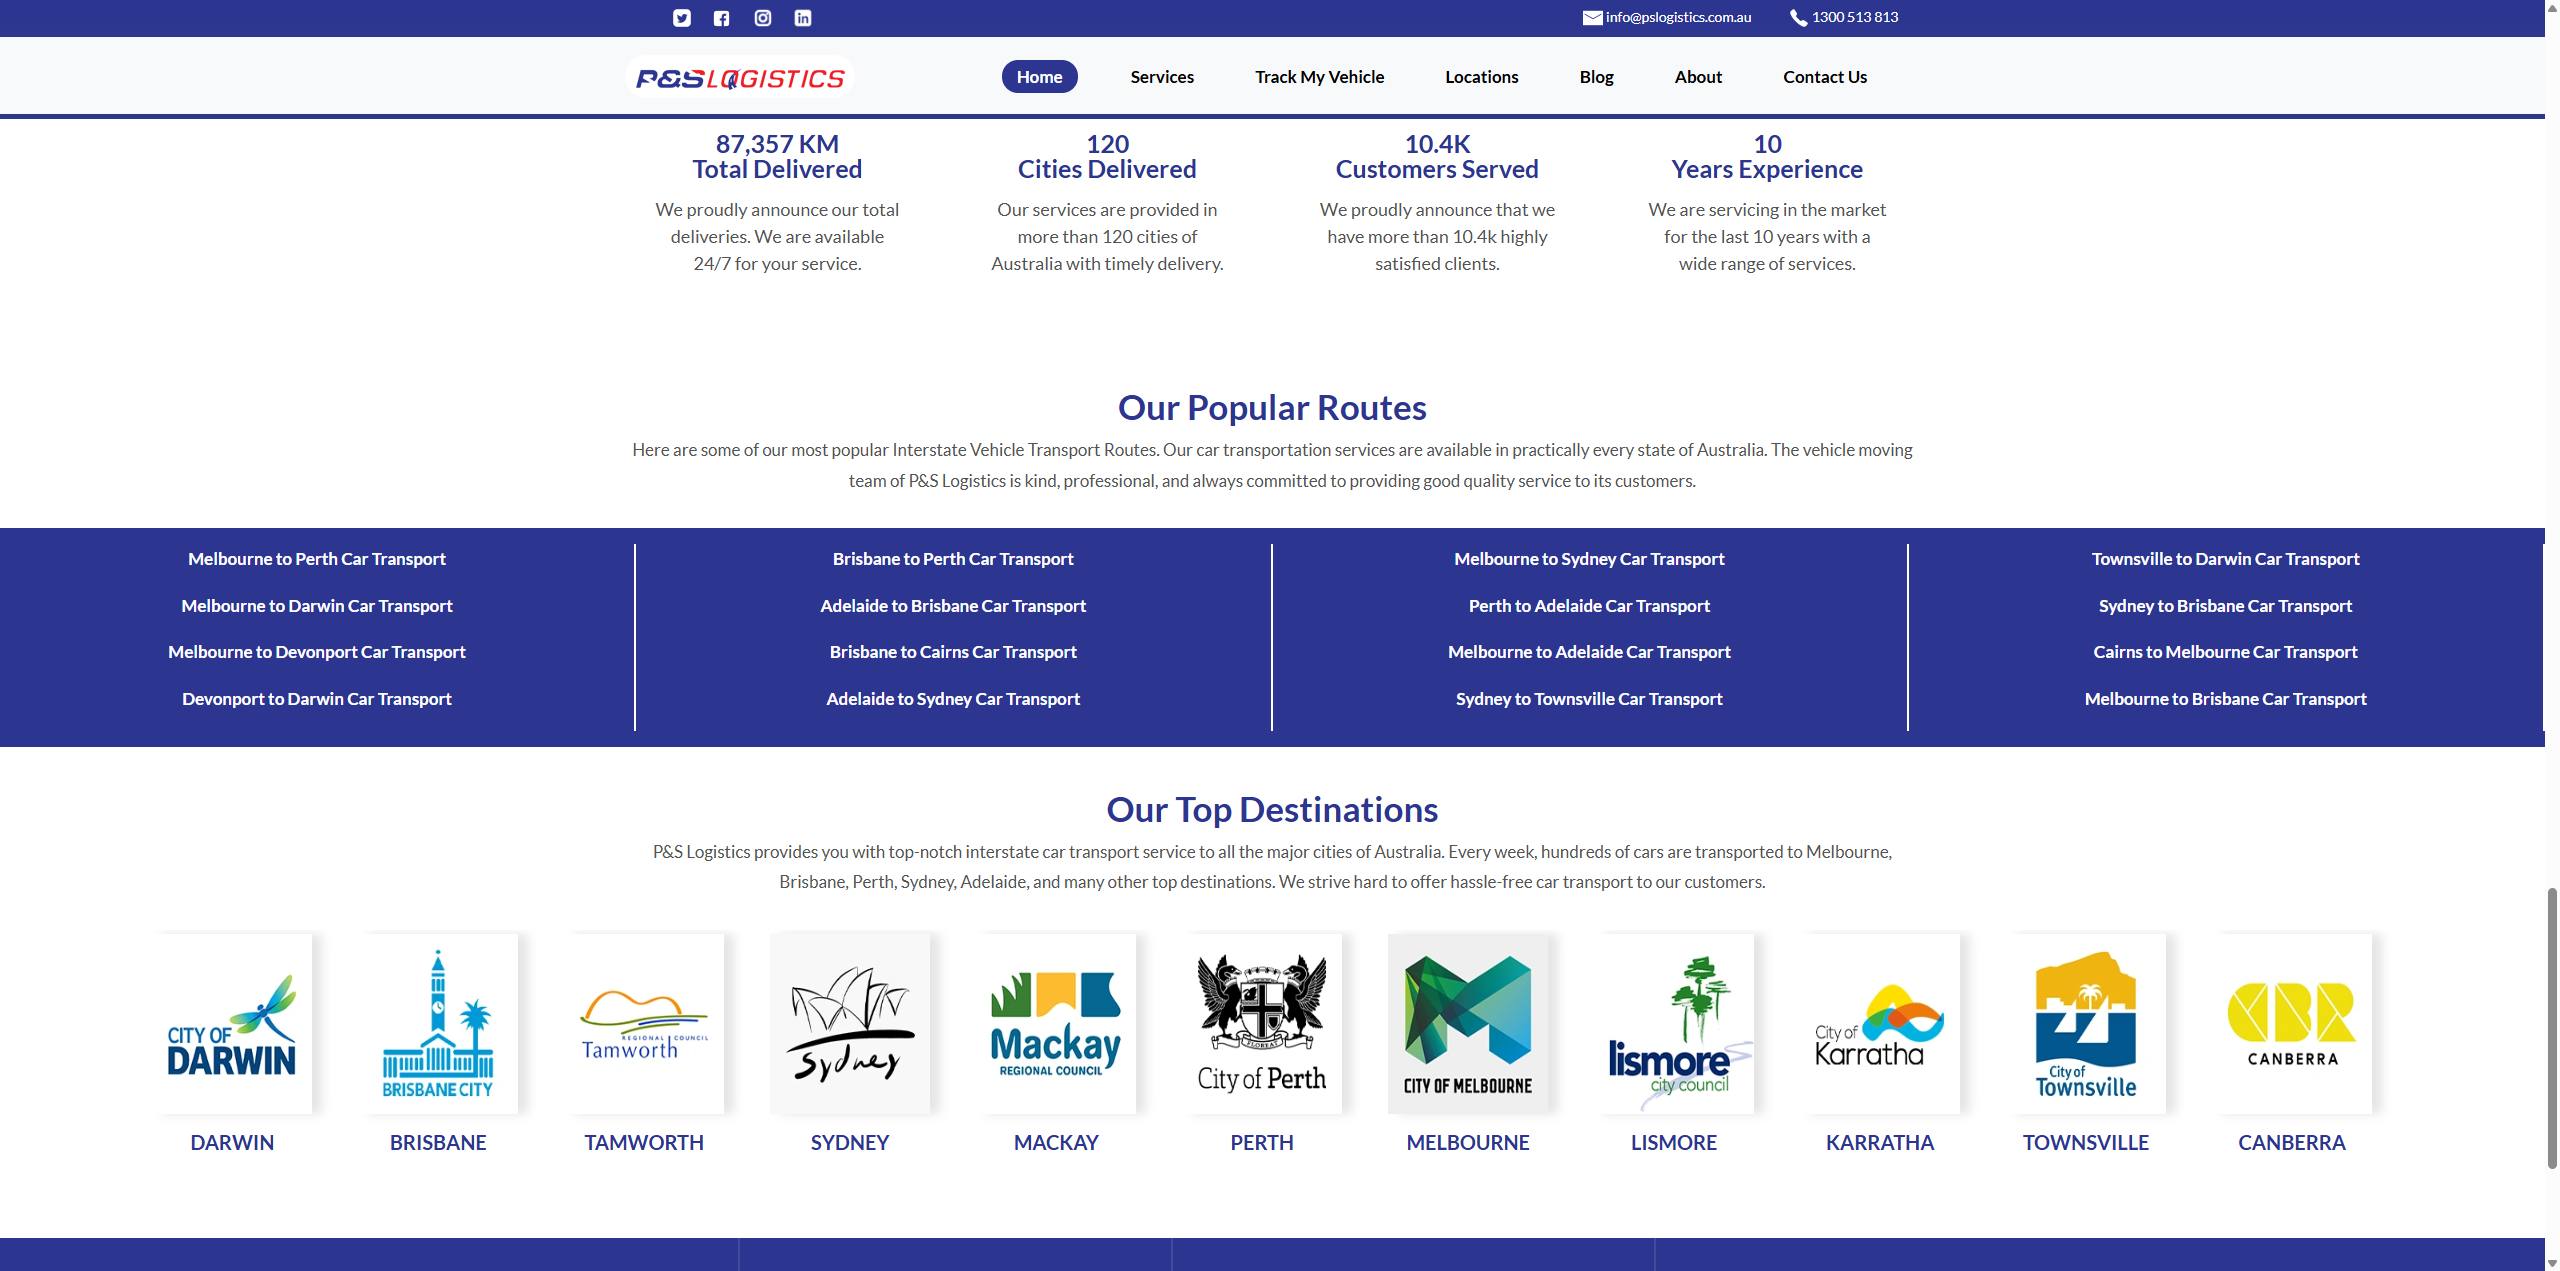 info@pslogistics.com.au 1300 513 813
P&S LOGISTICS Home Services Track My Vehicle Locations Blog About Contact Us
87,357 KM
Total Delivered
We proudly announce our total
deliveries. We are available
24/7 for your service.
120
Cities Delivered
Our services are provided in
more than 120 cities of
Australia with timely delivery.
10.4K
Customers Served
We proudly announce that we
have more than 10.4k highly
satisfied clients.
10
Years Experience
We are servicing in the market
for the last 10 years with a
wide range of services.
Our Popular Routes
Here are some of our most popular Interstate Vehicle Transport Routes. Our car transportation services are available in practically every state of Australia. The vehicle moving
team of P&S Logistics is kind, professional, and always committed to providing good quality service to its customers.
Melbourne to Perth Car Transport
Melbourne to Darwin Car Transport
Melbourne to Devonport Car Transport
Devonport to Darwin Car Transport
Brisbane to Perth Car Transport
Adelaide to Brisbane Car Transport
Brisbane to Cairns Car Transport
Adelaide to Sydney Car Transport
Melbourne to Sydney Car Transport
Perth to Adelaide Car Transport
Melbourne to Adelaide Car Transport
Sydney to Townsville Car Transport
Townsville to Darwin Car Transport
Sydney to Brisbane Car Transport
Cairns to Melbourne Car Transport
Melbourne to Brisbane Car Transport
Our Top Destinations
P&S Logistics provides you with top-notch interstate car transport service to all the major cities of Australia. Every week, hundreds of cars are transported to Melbourne,
Brisbane, Perth, Sydney, Adelaide, and many other top destinations. We strive hard to offer hassle-free car transport to our customers.
CITY OF
DARWIN
DARWIN
BRISBANE CITY
BRISBANE
REGIONAL COUNCIL
Tamworth
TAMWORTH
Sydney
SYDNEY
Mackay
REGIONAL COUNCIL
MACKAY
FLOREAT
City of Perth
PERTH
CITY OF MELBOURNE
MELBOURNE
lismore
city council
LISMORE
City of
Karratha
KARRATHA
City of
Townsville
TOWNSVILLE
CBR
CANBERRA
CANBERRA